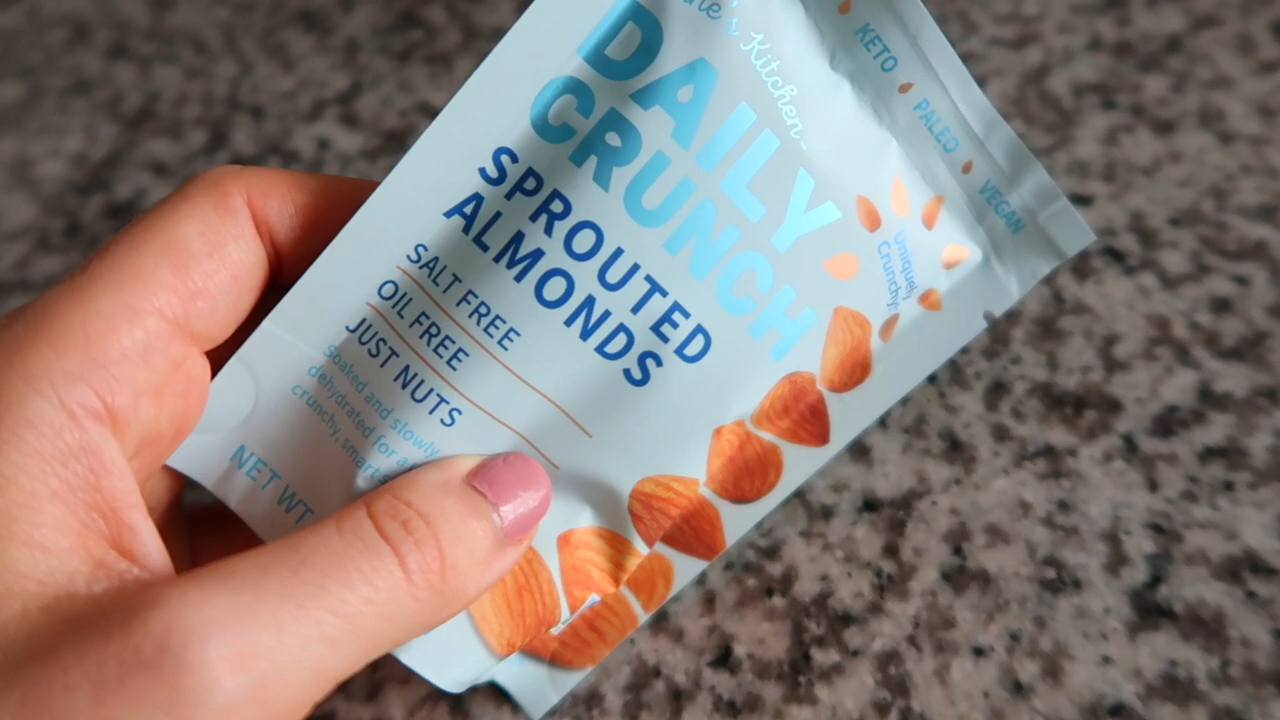 Kitchen
DAILY
CRUNCH
SPROUTED
ALMONDS
SALT FREE
OIL FREE
JUST NUTS
Soaked and slowly
dehydrated for a
crunchy, smart
NET WT
KETO
PALEO
VEGAN
Uniquely
Crunchy!